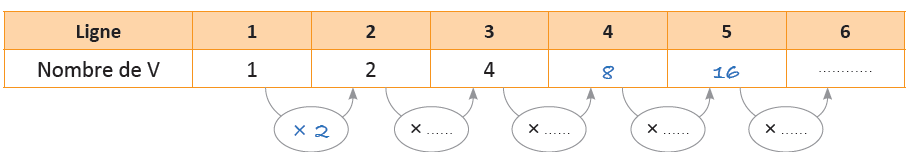 Ligne 1 2 3 4 5 6
Nombre de V 1 2 4 8 16 ............
× 2 × ...... × ...... × ...... × ......